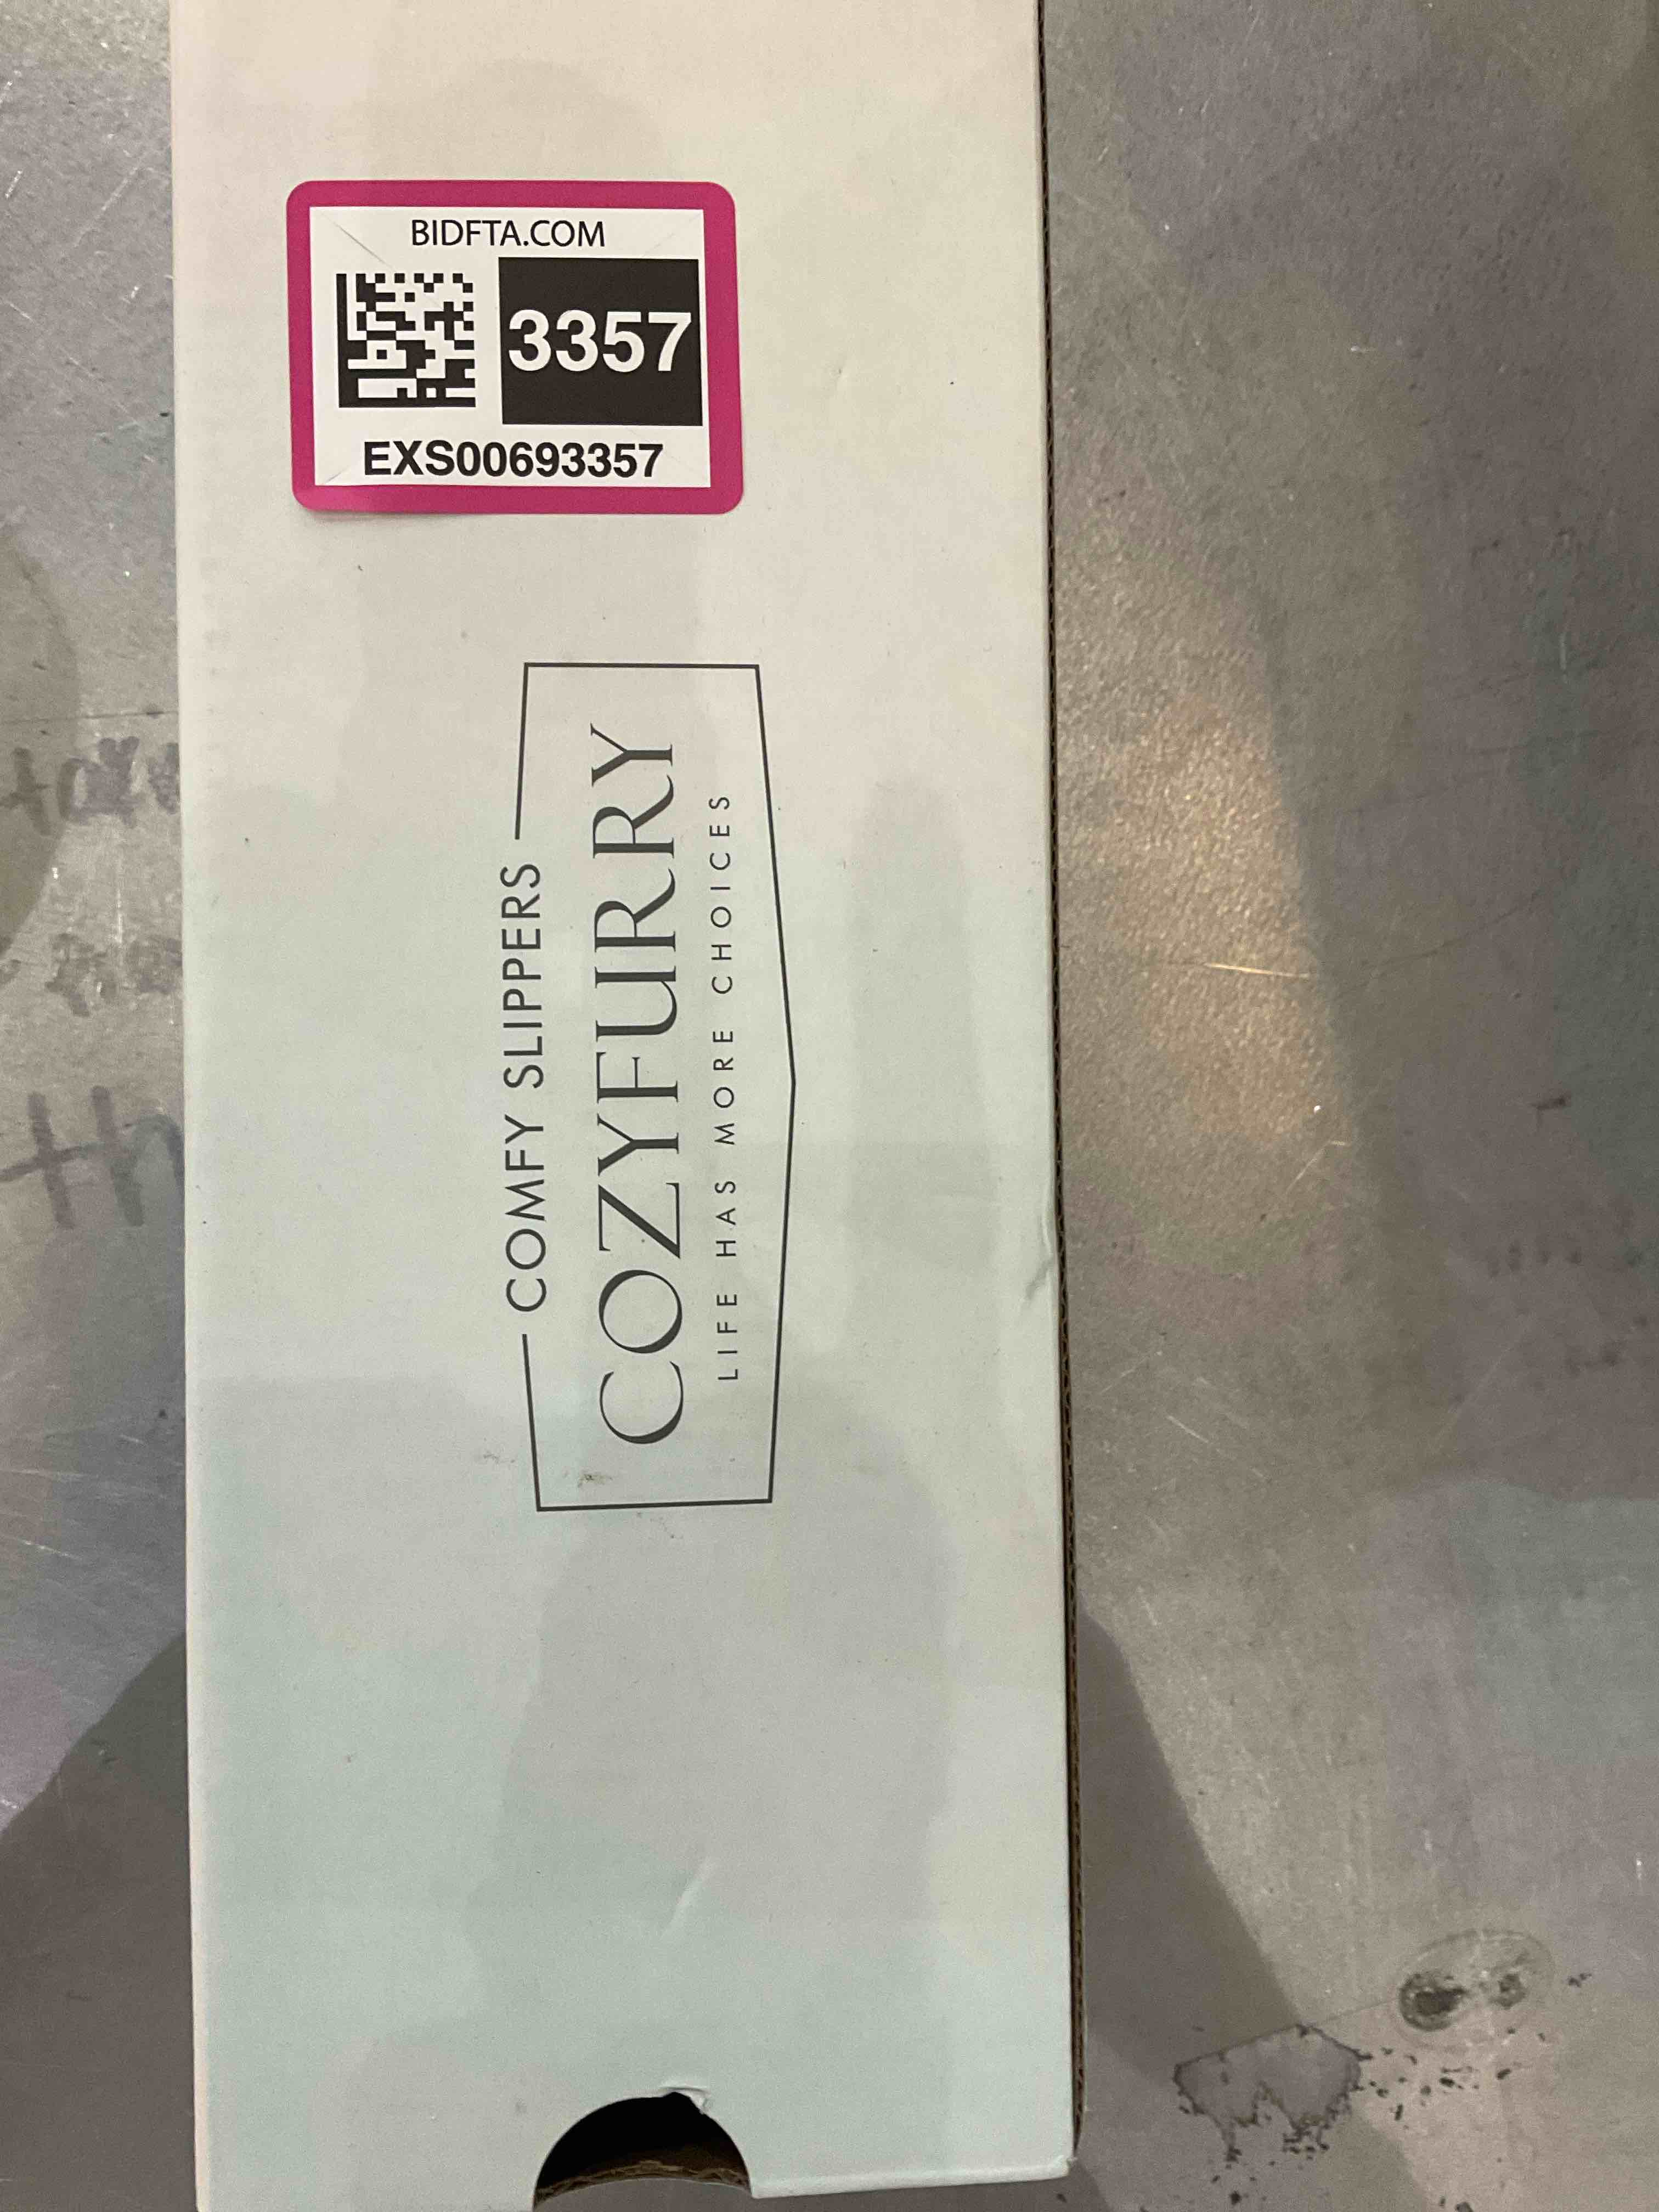 BIDFTA.COM
3357
EXS00693357
COMFY SLIPPERS
COZYFURRY
LIFE HAS MORE CHOICES